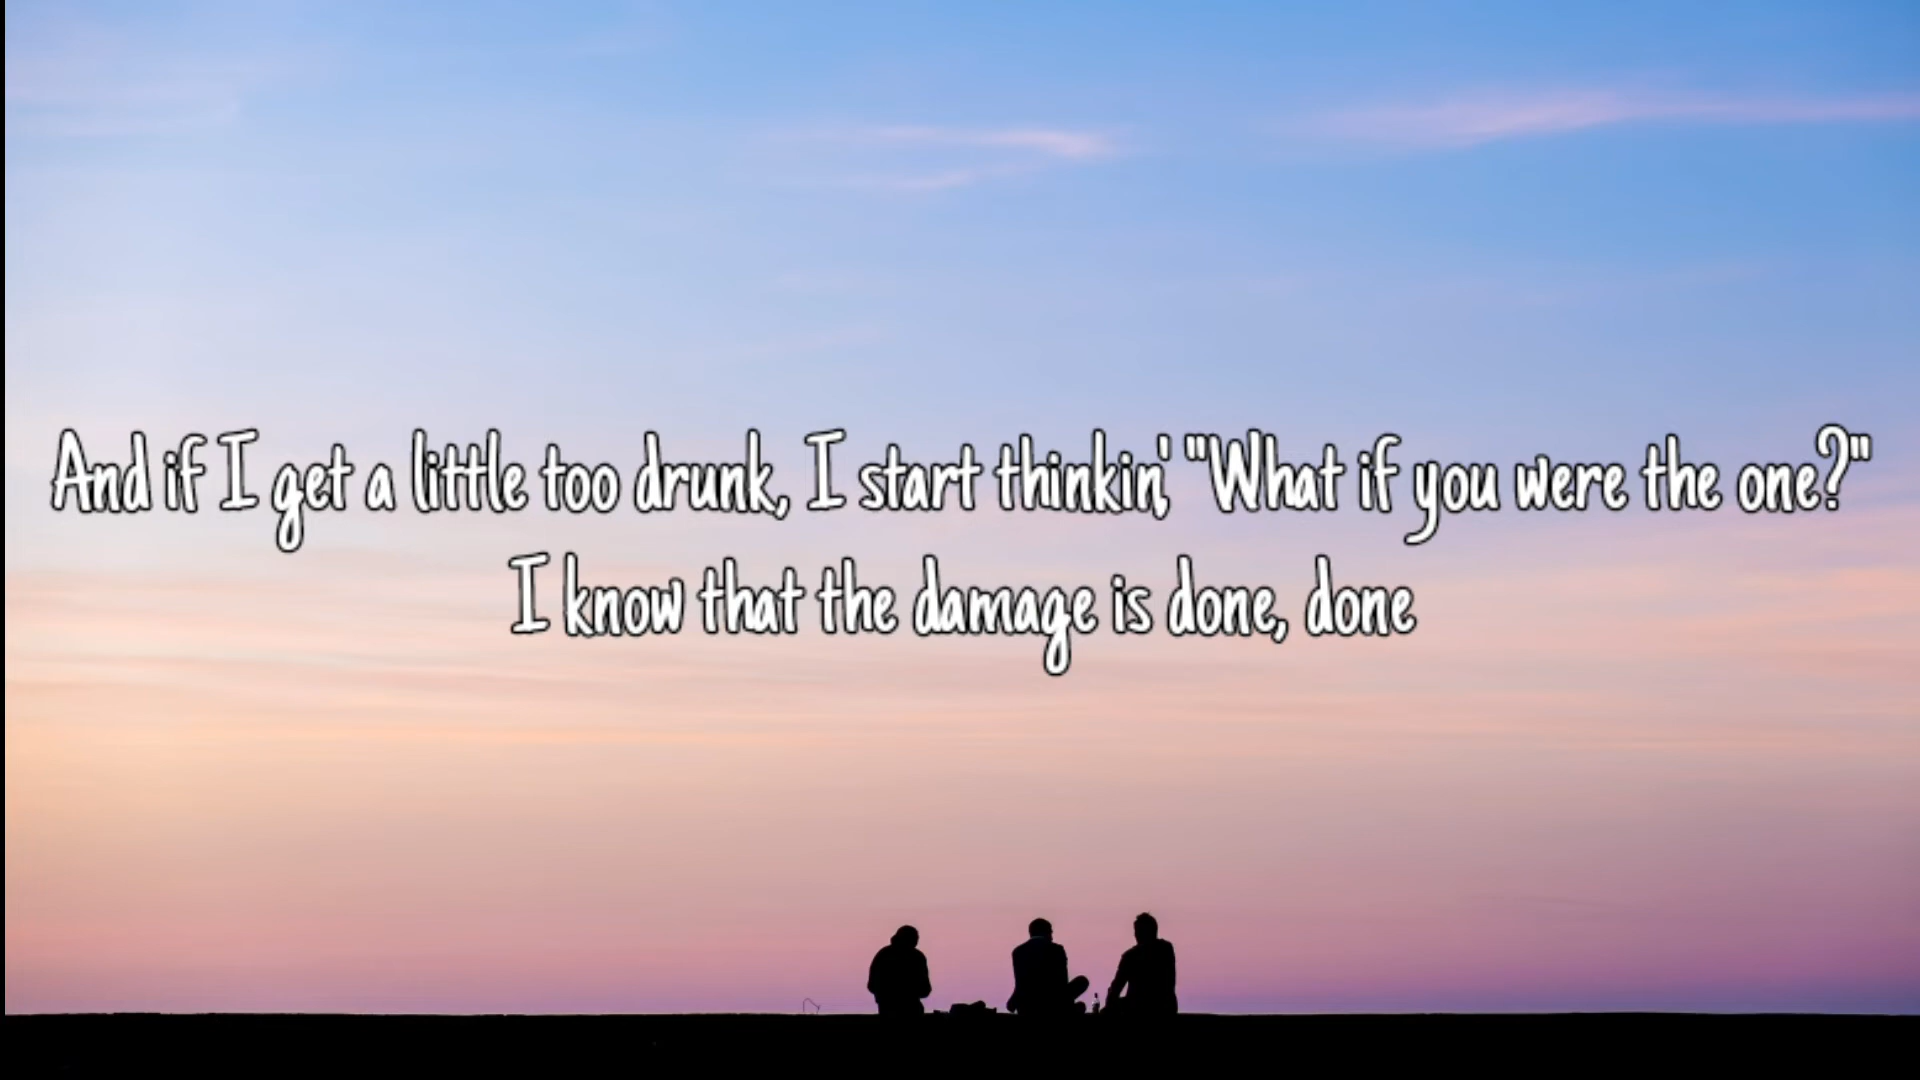 And if I get a little too drunk, I start thinkin,' "What if you were the one?"
I know that the damage is done, done